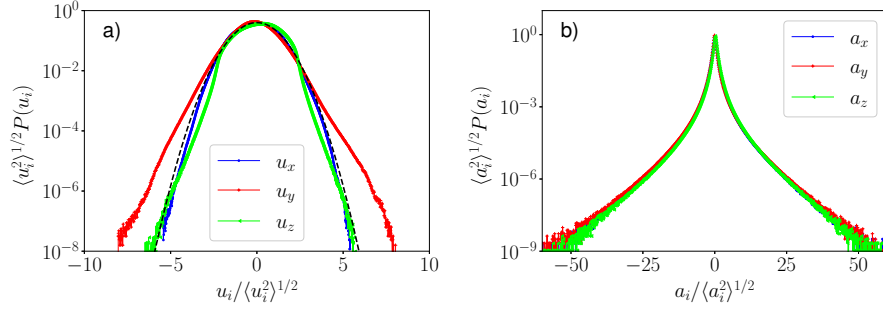 a)
10^0
10^{-2}
10^{-4}
10^{-6}
10^{-8}
⟨u_i^2⟩^{1/2}P(u_i)
u_x
u_y
u_z
−10
−5
0
5
10
u_i/⟨u_i^2⟩^{1/2}
b)
10^0
10^{-3}
10^{-6}
10^{-9}
⟨a_i^2⟩^{1/2}P(a_i)
a_x
a_y
a_z
−50
−25
0
25
50
a_i/⟨a_i^2⟩^{1/2}